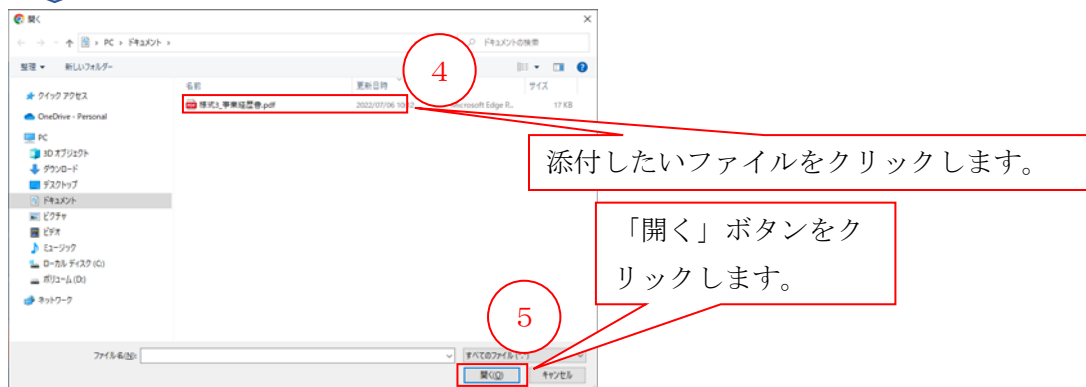 開く
PC › ドキュメント ›
ドキュメントの検索
整理 新しいフォルダー
④
名前 更新日時 サイズ
様式3_事業経歴書.pdf 2022/07/06 10:12 Microsoft Edge R... 17 KB
クイック アクセス
OneDrive - Personal
PC
3D オブジェクト
ダウンロード
デスクトップ
ドキュメント
ピクチャ
ビデオ
ミュージック
ローカル ディスク (C:)
ボリューム (D:)
ネットワーク
添付したいファイルをクリックします。
「開く」ボタンをク
リックします。
⑤
ファイル名(N):
すべてのファイル (*.*)
開く(O) キャンセル